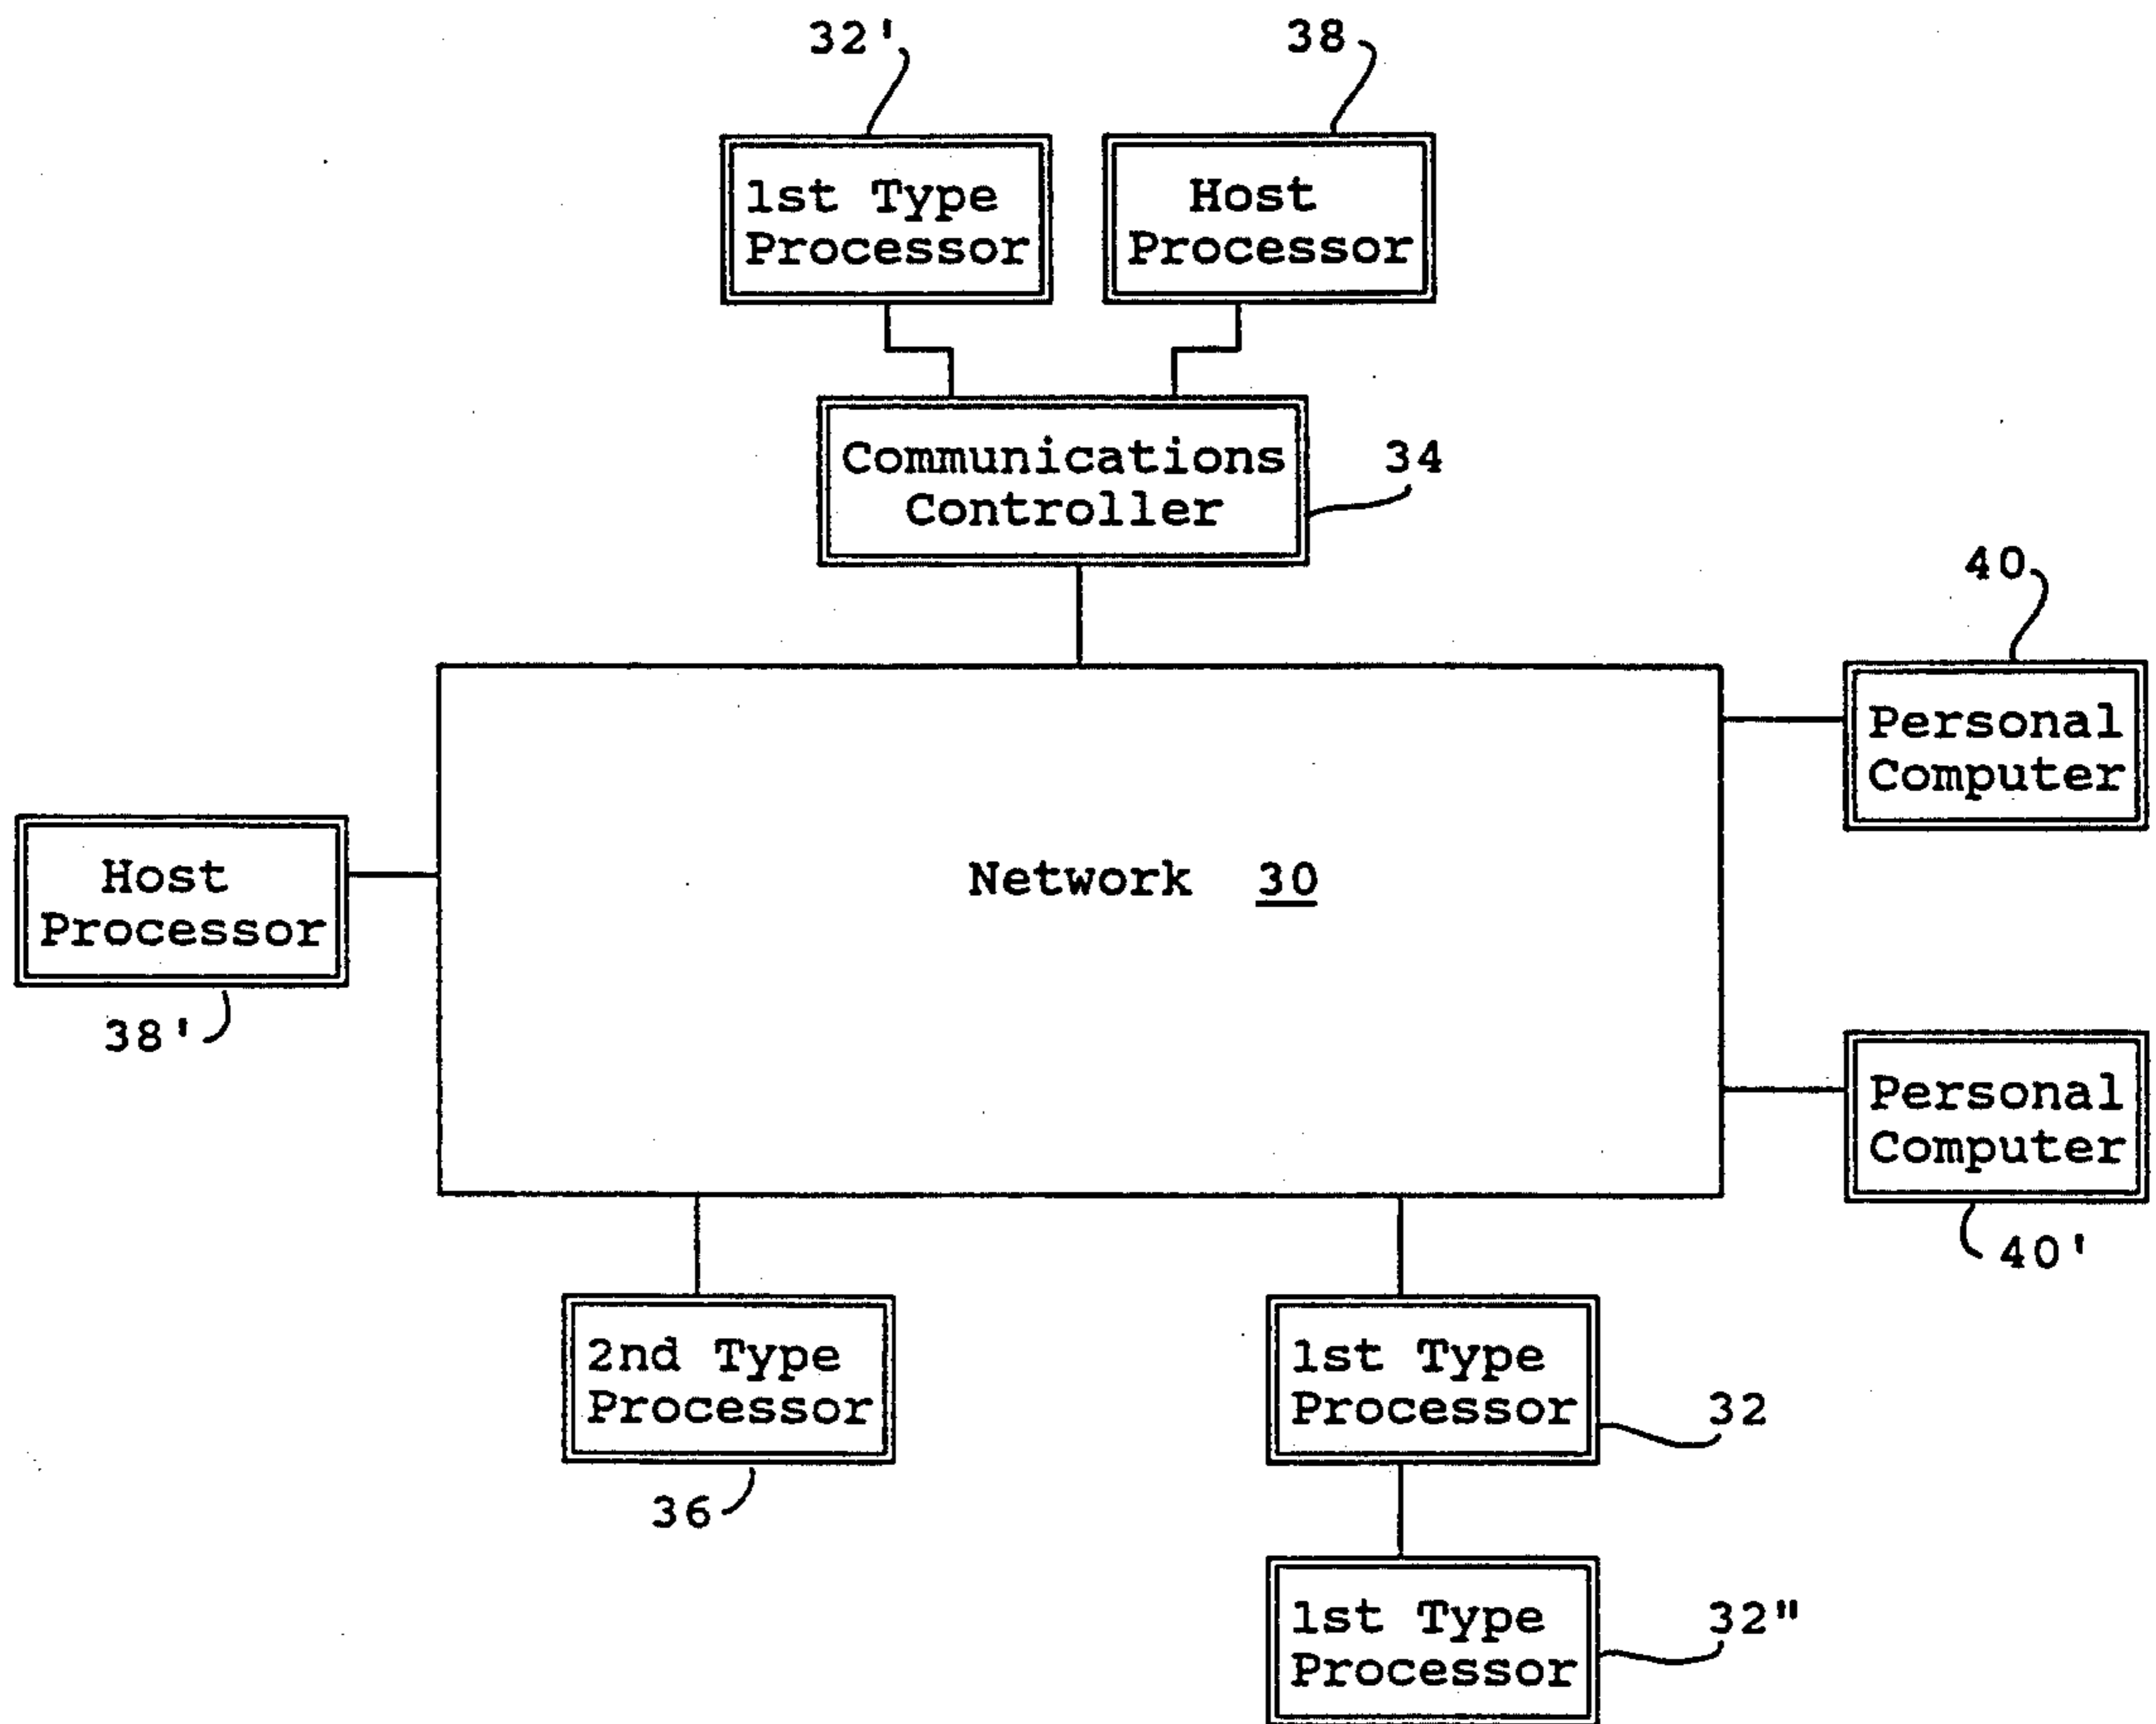 32'
38
1st Type
Processor
Host
Processor
Communications
Controller
34
40
Personal
Computer
Host
Processor
38'
Network 30
Personal
Computer
40'
2nd Type
Processor
36
1st Type
Processor
32
1st Type
Processor
32"